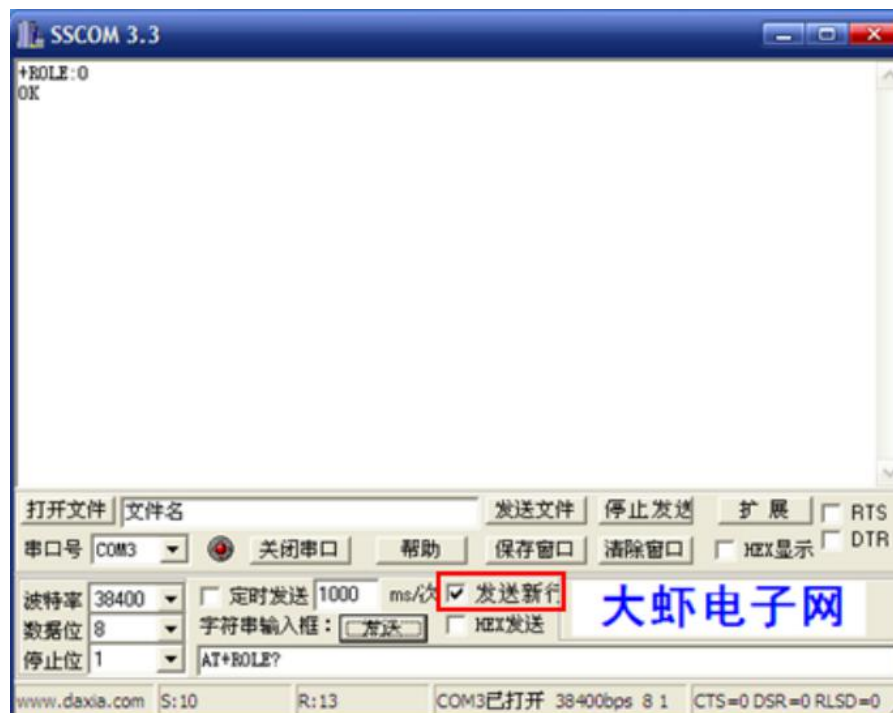 SSCOM 3.3
+ROLE:0
OK
打开文件 文件名 发送文件 停止发送 扩 展 RTS
串口号 COM3 关闭串口 帮助 保存窗口 清除窗口 HEX显示 DTR
波特率 38400 定时发送 1000 ms/次 发送新行 大虾电子网
数据位 8 字符串输入框： 发送 HEX发送
停止位 1 AT+ROLE?
www.daxia.com S:10 R:13 COM3已打开 38400bps 8 1 CTS=0 DSR=0 RLSD=0